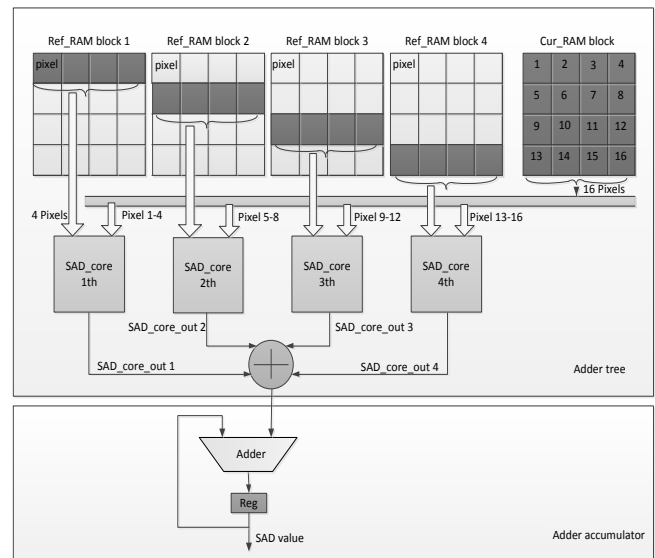 Ref_RAM block 1
Ref_RAM block 2
Ref_RAM block 3
Ref_RAM block 4
Cur_RAM block
pixel
pixel
pixel
pixel
1 2 3 4
5 6 7 8
9 10 11 12
13 14 15 16
16 Pixels
4 Pixels
Pixel 1-4
Pixel 5-8
Pixel 9-12
Pixel 13-16
SAD_core
1th
SAD_core
2th
SAD_core
3th
SAD_core
4th
SAD_core_out 2
SAD_core_out 3
SAD_core_out 1
SAD_core_out 4
Adder tree
Adder
Reg
SAD value
Adder accumulator